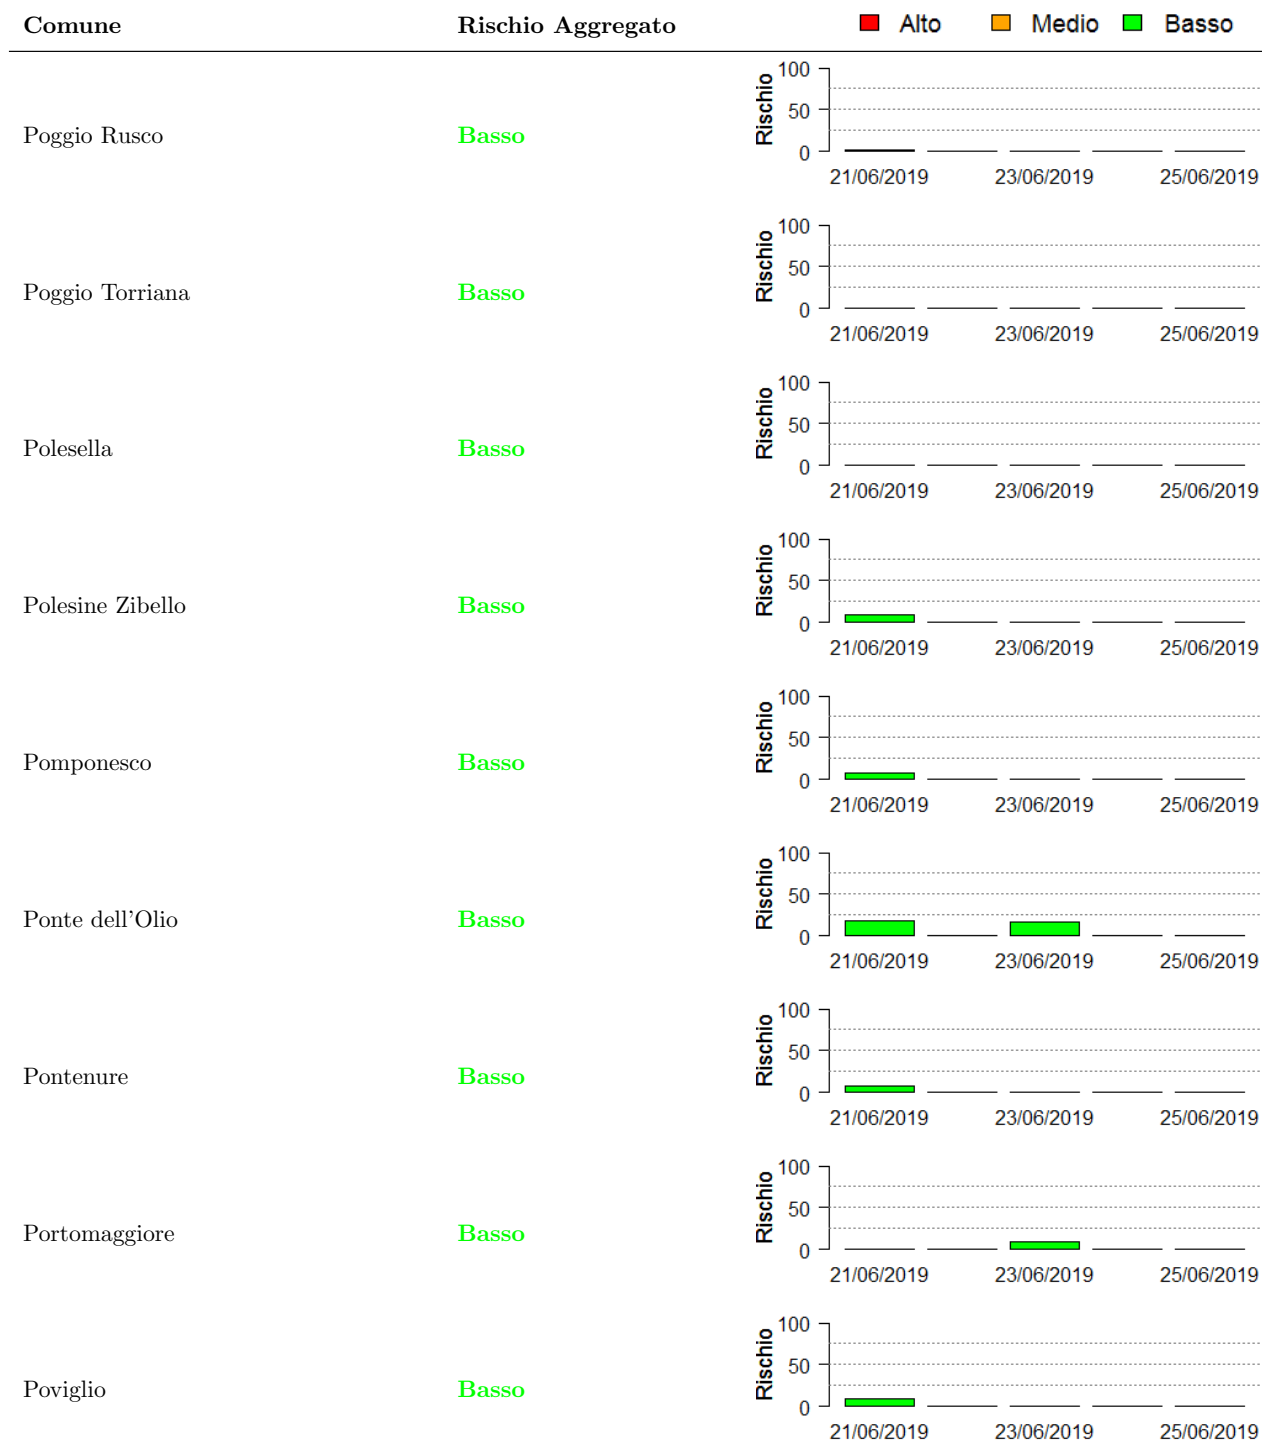 Comune Rischio Aggregato Alto Medio Basso
100
50
0
Rischio
Poggio Rusco Basso
21/06/2019 23/06/2019 25/06/2019
100
50
0
Rischio
Poggio Torriana Basso
21/06/2019 23/06/2019 25/06/2019
100
50
0
Rischio
Polesella Basso
21/06/2019 23/06/2019 25/06/2019
100
50
0
Rischio
Polesine Zibello Basso
21/06/2019 23/06/2019 25/06/2019
100
50
0
Rischio
Pomponesco Basso
21/06/2019 23/06/2019 25/06/2019
100
50
0
Rischio
Ponte dell'Olio Basso
21/06/2019 23/06/2019 25/06/2019
100
50
0
Rischio
Pontenure Basso
21/06/2019 23/06/2019 25/06/2019
100
50
0
Rischio
Portomaggiore Basso
21/06/2019 23/06/2019 25/06/2019
100
50
0
Rischio
Poviglio Basso
21/06/2019 23/06/2019 25/06/2019